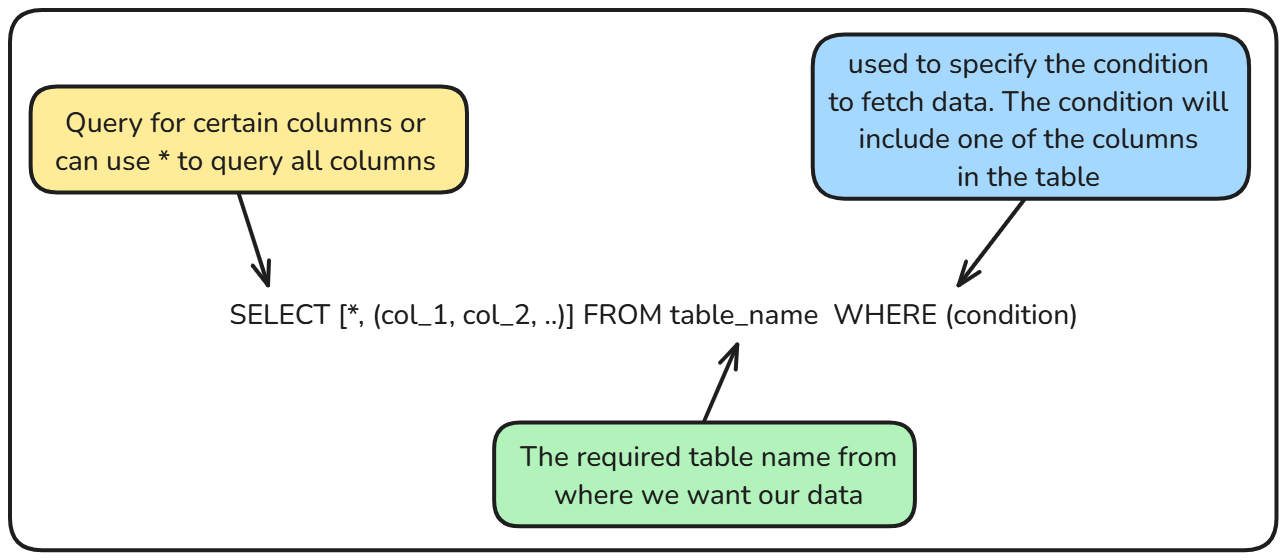 Query for certain columns or
can use * to query all columns
used to specify the condition
to fetch data. The condition will
include one of the columns
in the table
SELECT [*, (col_1, col_2, ..)] FROM table_name  WHERE (condition)
The required table name from
where we want our data